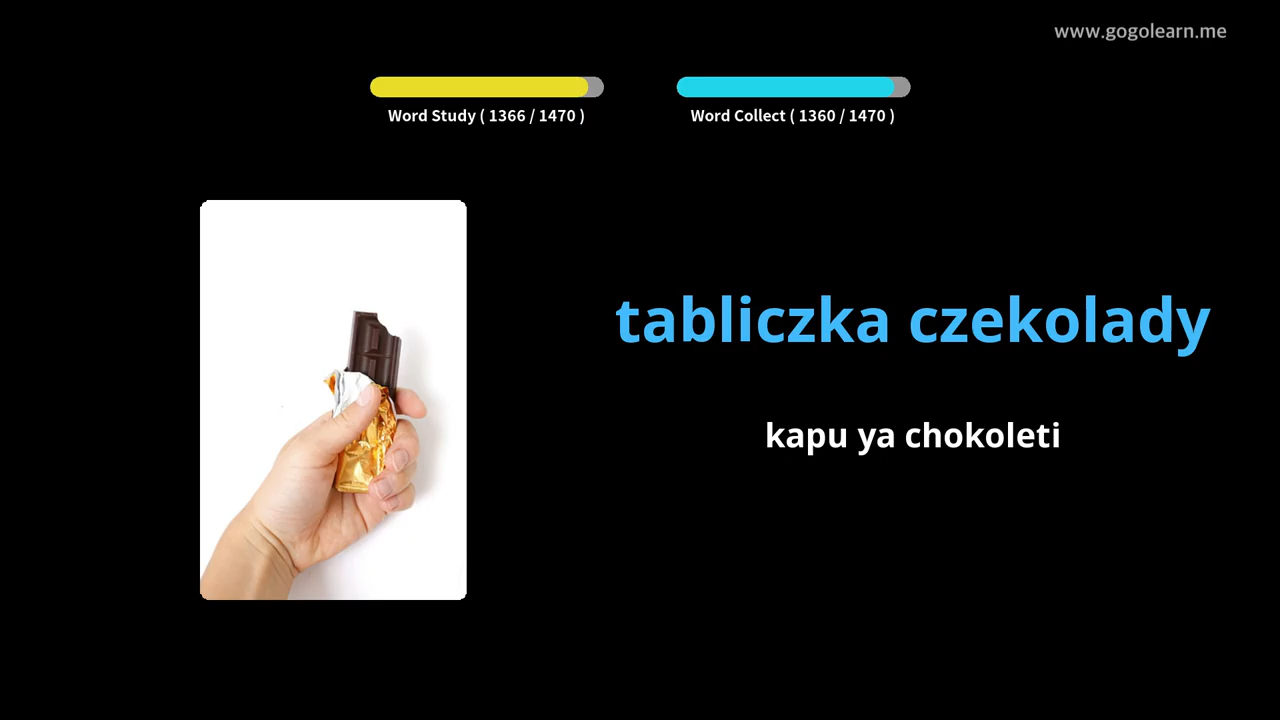 www.gogolearn.me
Word Study ( 1366 / 1470 )
Word Collect ( 1360 / 1470 )
tabliczka czekolady
kapu ya chokoleti